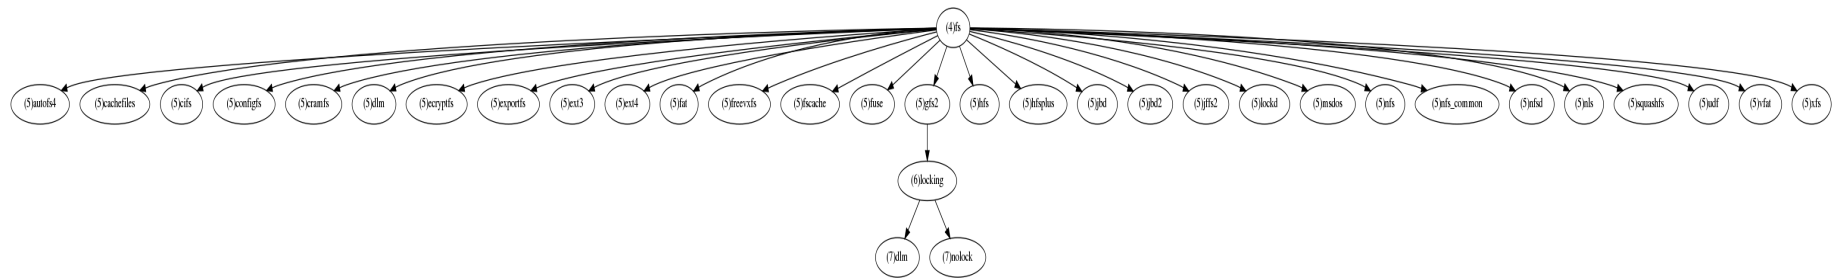 (4)fs
(5)autofs4 (5)cachefiles (5)cifs (5)configfs (5)cramfs (5)dlm (5)ecryptfs (5)exportfs (5)ext3 (5)ext4 (5)fat (5)freevxfs (5)fscache (5)fuse (5)gfs2 (5)hfs (5)hfsplus (5)jbd (5)jbd2 (5)jffs2 (5)lockd (5)msdos (5)nfs (5)nfs_common (5)nfsd (5)nls (5)squashfs (5)udf (5)vfat (5)xfs
(6)locking
(7)dlm (7)nolock